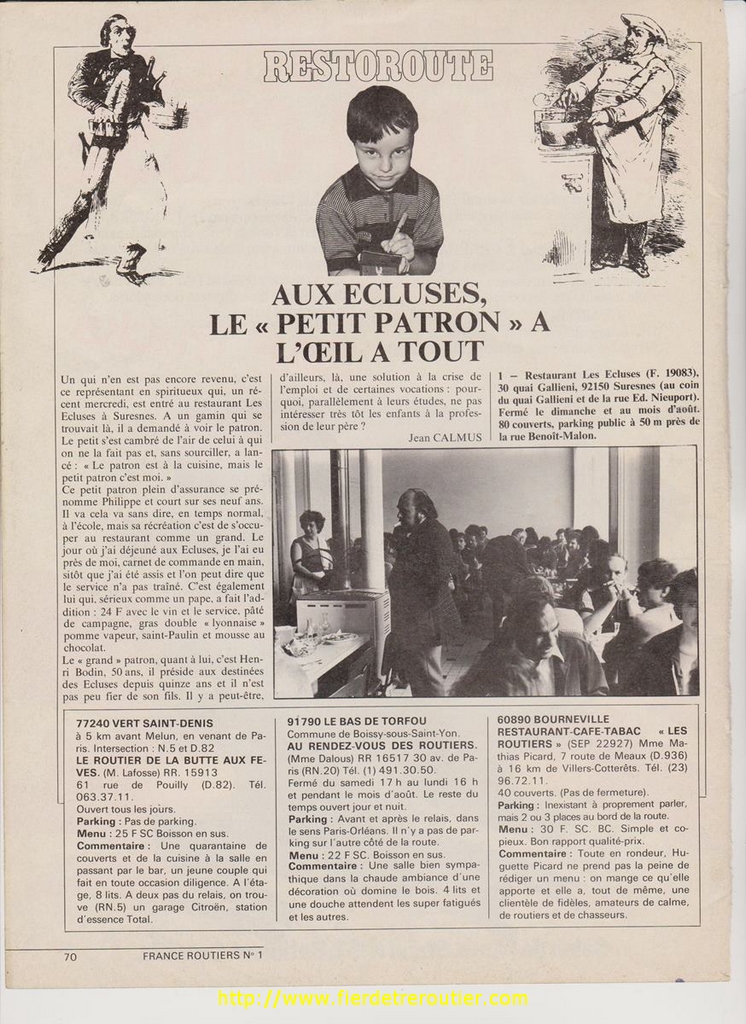 RESTOROUTE
AUX ECLUSES,
LE « PETIT PATRON » A
L'ŒIL A TOUT
Un qui n'en est pas encore revenu, c'est
ce représentant en spiritueux qui, un ré-
cent mercredi, est entré au restaurant Les
Ecluses à Suresnes. A un gamin qui se
trouvait là, il a demandé à voir le patron.
Le petit s'est cambré de l'air de celui à qui
on ne la fait pas et, sans sourciller, a lan-
cé : « Le patron est à la cuisine, mais le
petit patron c'est moi. »
Ce petit patron plein d'assurance se pré-
nomme Philippe et court sur ses neuf ans.
Il va cela va sans dire, en temps normal,
à l'école, mais sa récréation c'est de s'occu-
per au restaurant comme un grand. Le
jour où j'ai déjeuné aux Ecluses, je l'ai eu
près de moi, carnet de commande en main,
sitôt que j'ai été assis et l'on peut dire que
le service n'a pas traîné. C'est également
lui qui, sérieux comme un pape, a fait l'ad-
dition : 24 F avec le vin et le service, pâté
de campagne, gras double « lyonnaise »
pomme vapeur, saint-Paulin et mousse au
chocolat.
Le « grand » patron, quant à lui, c'est Hen-
ri Bodin, 50 ans, il préside aux destinées
des Ecluses depuis quinze ans et il n'est
pas peu fier de son fils. Il y a peut-être,
d'ailleurs, là, une solution à la crise de
l'emploi et de certaines vocations : pour-
quoi, parallèlement à leurs études, ne pas
intéresser très tôt les enfants à la profes-
sion de leur père ?
Jean CALMUS
1 — Restaurant Les Ecluses (F. 19083),
30 quai Gallieni, 92150 Suresnes (au coin
du quai Gallieni et de la rue Ed. Nieuport).
Fermé le dimanche et au mois d'août.
80 couverts, parking public à 50 m près de
la rue Benoît-Malon.
77240 VERT SAINT-DENIS
à 5 km avant Melun, en venant de Pa-
ris. Intersection : N.5 et D.82
LE ROUTIER DE LA BUTTE AUX FE-
VES. (M. Lafosse) RR. 15913
61 rue de Pouilly (D.82). Tél.
063.37.11.
Ouvert tous les jours.
Parking : Pas de parking.
Menu : 25 F SC Boisson en sus.
Commentaire : Une quarantaine de
couverts et de la cuisine à la salle en
passant par le bar, un jeune couple qui
fait en toute occasion diligence. A l'éta-
ge, 8 lits. A deux pas du relais, on trou-
ve (RN.5) un garage Citroën, station
d'essence Total.
91790 LE BAS DE TORFOU
Commune de Boissy-sous-Saint-Yon.
AU RENDEZ-VOUS DES ROUTIERS.
(Mme Dalous) RR 16517 30 av. de Pa-
ris (RN.20) Tél. (1) 491.30.50.
Fermé du samedi 17 h au lundi 16 h
et pendant le mois d'août. Le reste du
temps ouvert jour et nuit.
Parking : Avant et après le relais, dans
le sens Paris-Orléans. Il n'y a pas de par-
king sur l'autre côté de la route.
Menu : 22 F SC. Boisson en sus.
Commentaire : Une salle bien sympa-
thique dans la chaude ambiance d'une
décoration où domine le bois. 4 lits et
une douche attendent les super fatigués
et les autres.
60890 BOURNEVILLE
RESTAURANT-CAFE-TABAC « LES
ROUTIERS » (SEP 22927) Mme Ma-
thias Picard, 7 route de Meaux (D.936)
à 16 km de Villers-Cotterêts. Tél. (23)
96.72.11.
40 couverts. (Pas de fermeture).
Parking : Inexistant à proprement parler,
mais 2 ou 3 places au bord de la route.
Menu : 30 F. SC. BC. Simple et co-
pieux. Bon rapport qualité-prix.
Commentaire : Toute en rondeur, Hu-
guette Picard ne prend pas la peine de
rédiger un menu : on mange ce qu'elle
apporte et elle a, tout de même, une
clientèle de fidèles, amateurs de calme,
de routiers et de chasseurs.
70 FRANCE ROUTIERS N° 1
http://www.fierdetreroutier.com